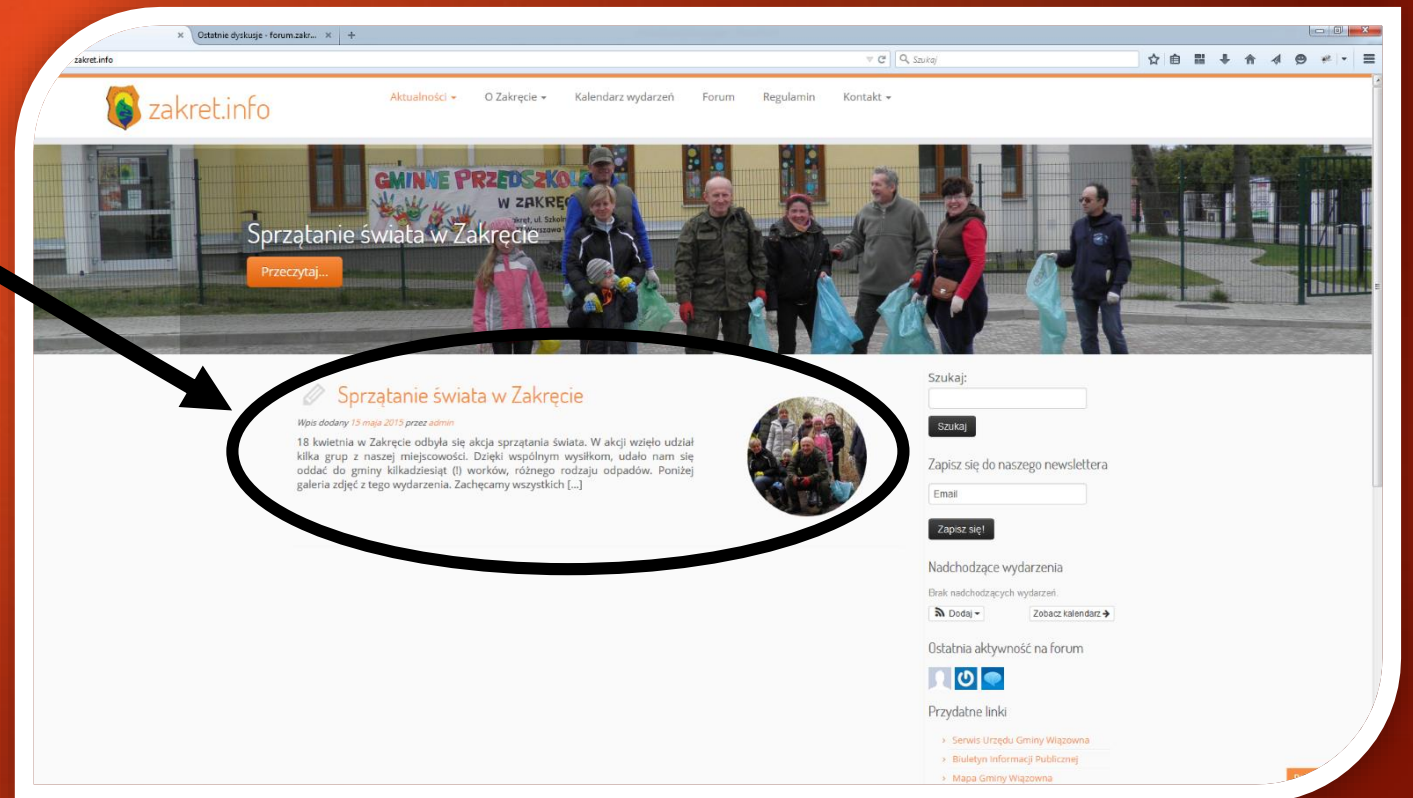 Ostatnie dyskusje - forum.zakr...
zakret.info
Szukaj
zakret.info
Aktualności
O Zakręcie
Kalendarz wydarzeń
Forum
Regulamin
Kontakt
GMINNE PRZEDSZKOLE
W ZAKRĘ
Sprzątanie świata w Zakręcie
Przeczytaj...
Sprzątanie świata w Zakręcie
Wpis dodany 15 maja 2015 przez admin
18 kwietnia w Zakręcie odbyła się akcja sprzątania świata. W akcji wzięło udział
kilka grup z naszej miejscowości. Dzięki wspólnym wysiłkom, udało nam się
oddać do gminy kilkadziesiąt (!) worków, różnego rodzaju odpadów. Poniżej
galeria zdjęć z tego wydarzenia. Zachęcamy wszystkich [...]
Szukaj:
Szukaj
Zapisz się do naszego newslettera
Email
Zapisz się!
Nadchodzące wydarzenia
Brak nadchodzących wydarzeń.
Dodaj
Zobacz kalendarz
Ostatnia aktywność na forum
Przydatne linki
Serwis Urzędu Gminy Wiązowna
Biuletyn Informacji Publicznej
Mapa Gminy Wiązowna